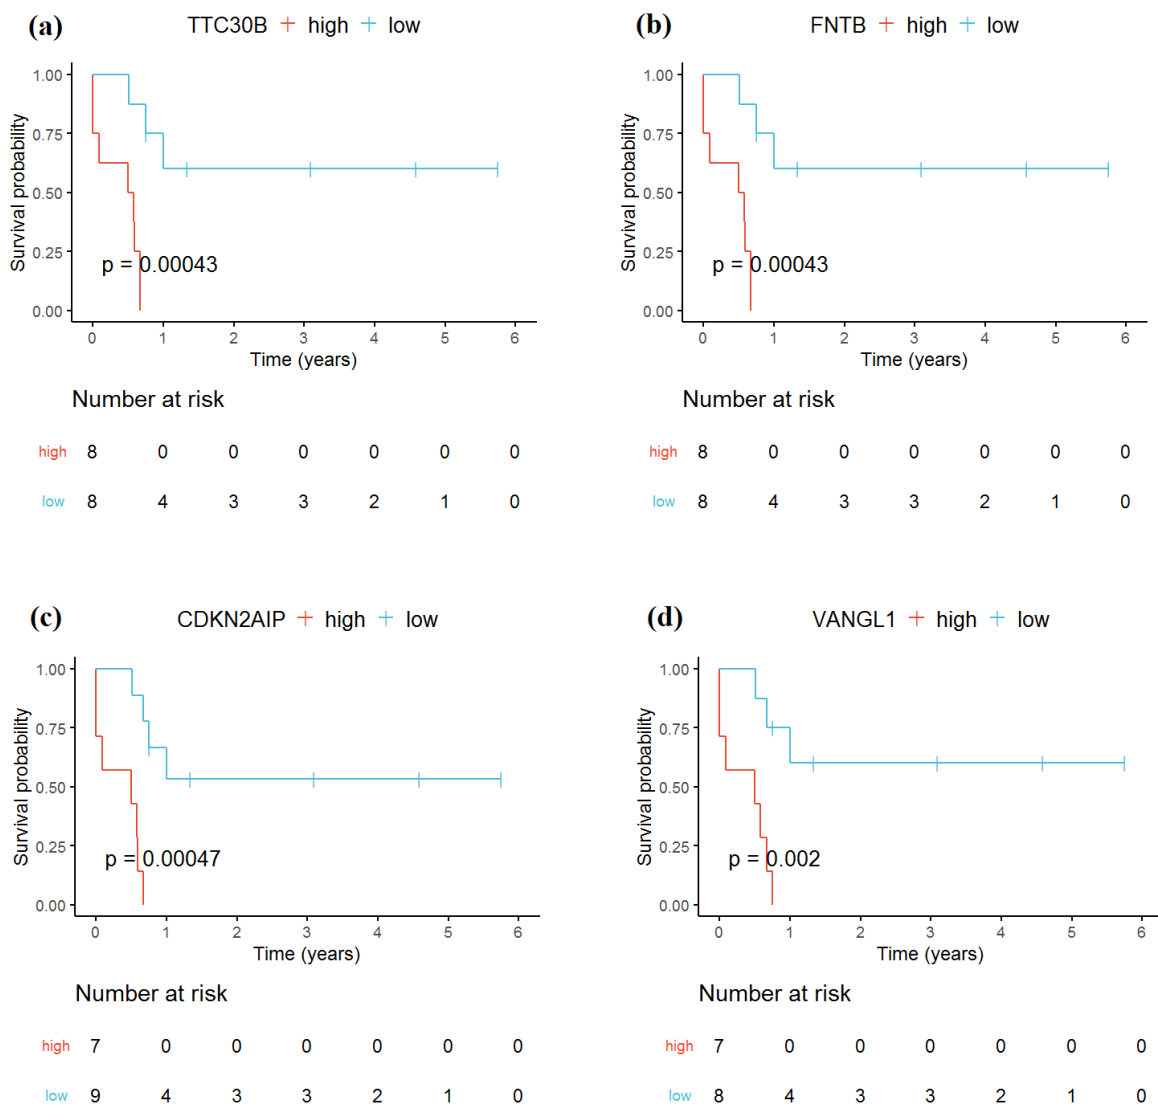 (a) TTC30B high low
Survival probability
1.00
0.75
0.50
0.25
0.00
p = 0.00043
0 1 2 3 4 5 6
Time (years)
Number at risk
high 8 0 0 0 0 0 0
low 8 4 3 3 2 1 0
(b) FNTB high low
Survival probability
1.00
0.75
0.50
0.25
0.00
p = 0.00043
0 1 2 3 4 5 6
Time (years)
Number at risk
high 8 0 0 0 0 0 0
low 8 4 3 3 2 1 0
(c) CDKN2AIP high low
Survival probability
1.00
0.75
0.50
0.25
0.00
p = 0.00047
0 1 2 3 4 5 6
Time (years)
Number at risk
high 7 0 0 0 0 0 0
low 9 4 3 3 2 1 0
(d) VANGL1 high low
Survival probability
1.00
0.75
0.50
0.25
0.00
p = 0.002
0 1 2 3 4 5 6
Time (years)
Number at risk
high 7 0 0 0 0 0 0
low 8 4 3 3 2 1 0